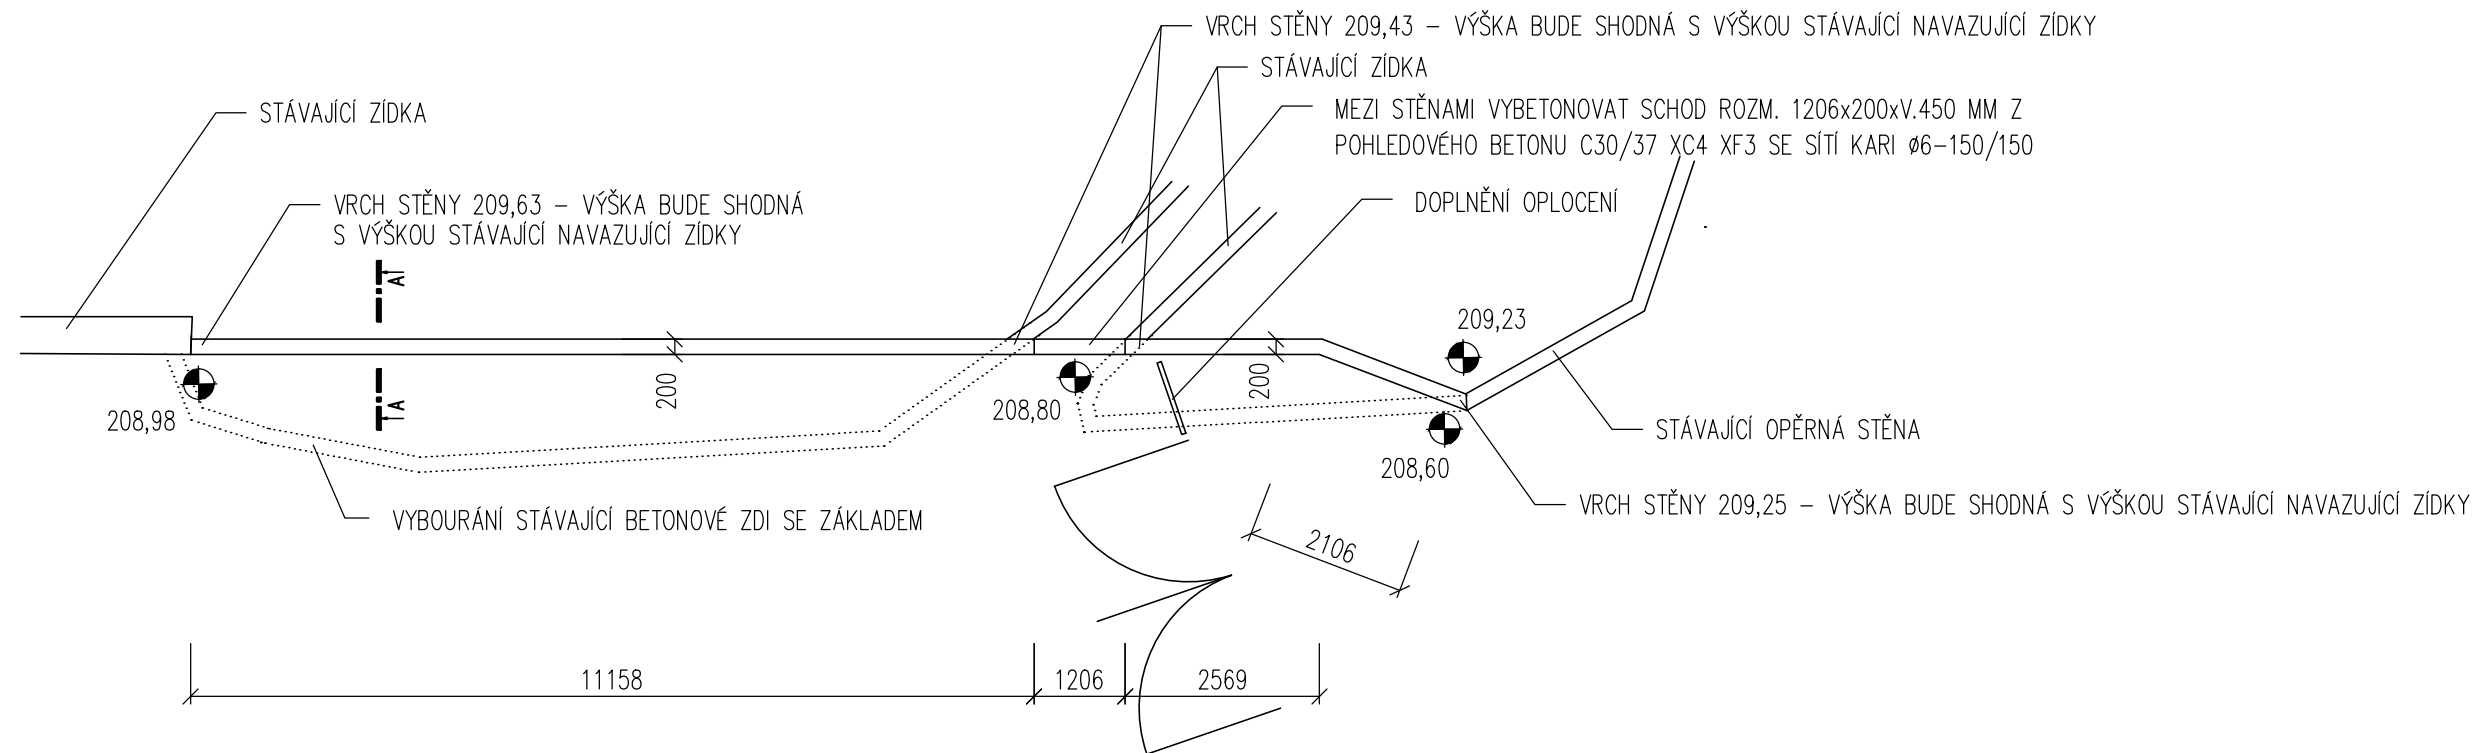 VRCH STĚNY 209,43 – VÝŠKA BUDE SHODNÁ S VÝŠKOU STÁVAJÍCÍ NAVAZUJÍCÍ ZÍDKY
STÁVAJÍCÍ ZÍDKA
STÁVAJÍCÍ ZÍDKA
MEZI STĚNAMI VYBETONOVAT SCHOD ROZM. 1206x200xV.450 MM Z
POHLEDOVÉHO BETONU C30/37 XC4 XF3 SE SÍTÍ KARI ø6–150/150
VRCH STĚNY 209,63 – VÝŠKA BUDE SHODNÁ
S VÝŠKOU STÁVAJÍCÍ NAVAZUJÍCÍ ZÍDKY
DOPLNĚNÍ OPLOCENÍ
A
209,23
200
200
A
208,98
208,80
STÁVAJÍCÍ OPĚRNÁ STĚNA
208,60
VRCH STĚNY 209,25 – VÝŠKA BUDE SHODNÁ S VÝŠKOU STÁVAJÍCÍ NAVAZUJÍCÍ ZÍDKY
VYBOURÁNÍ STÁVAJÍCÍ BETONOVÉ ZDI SE ZÁKLADEM
2106
11158
1206
2569